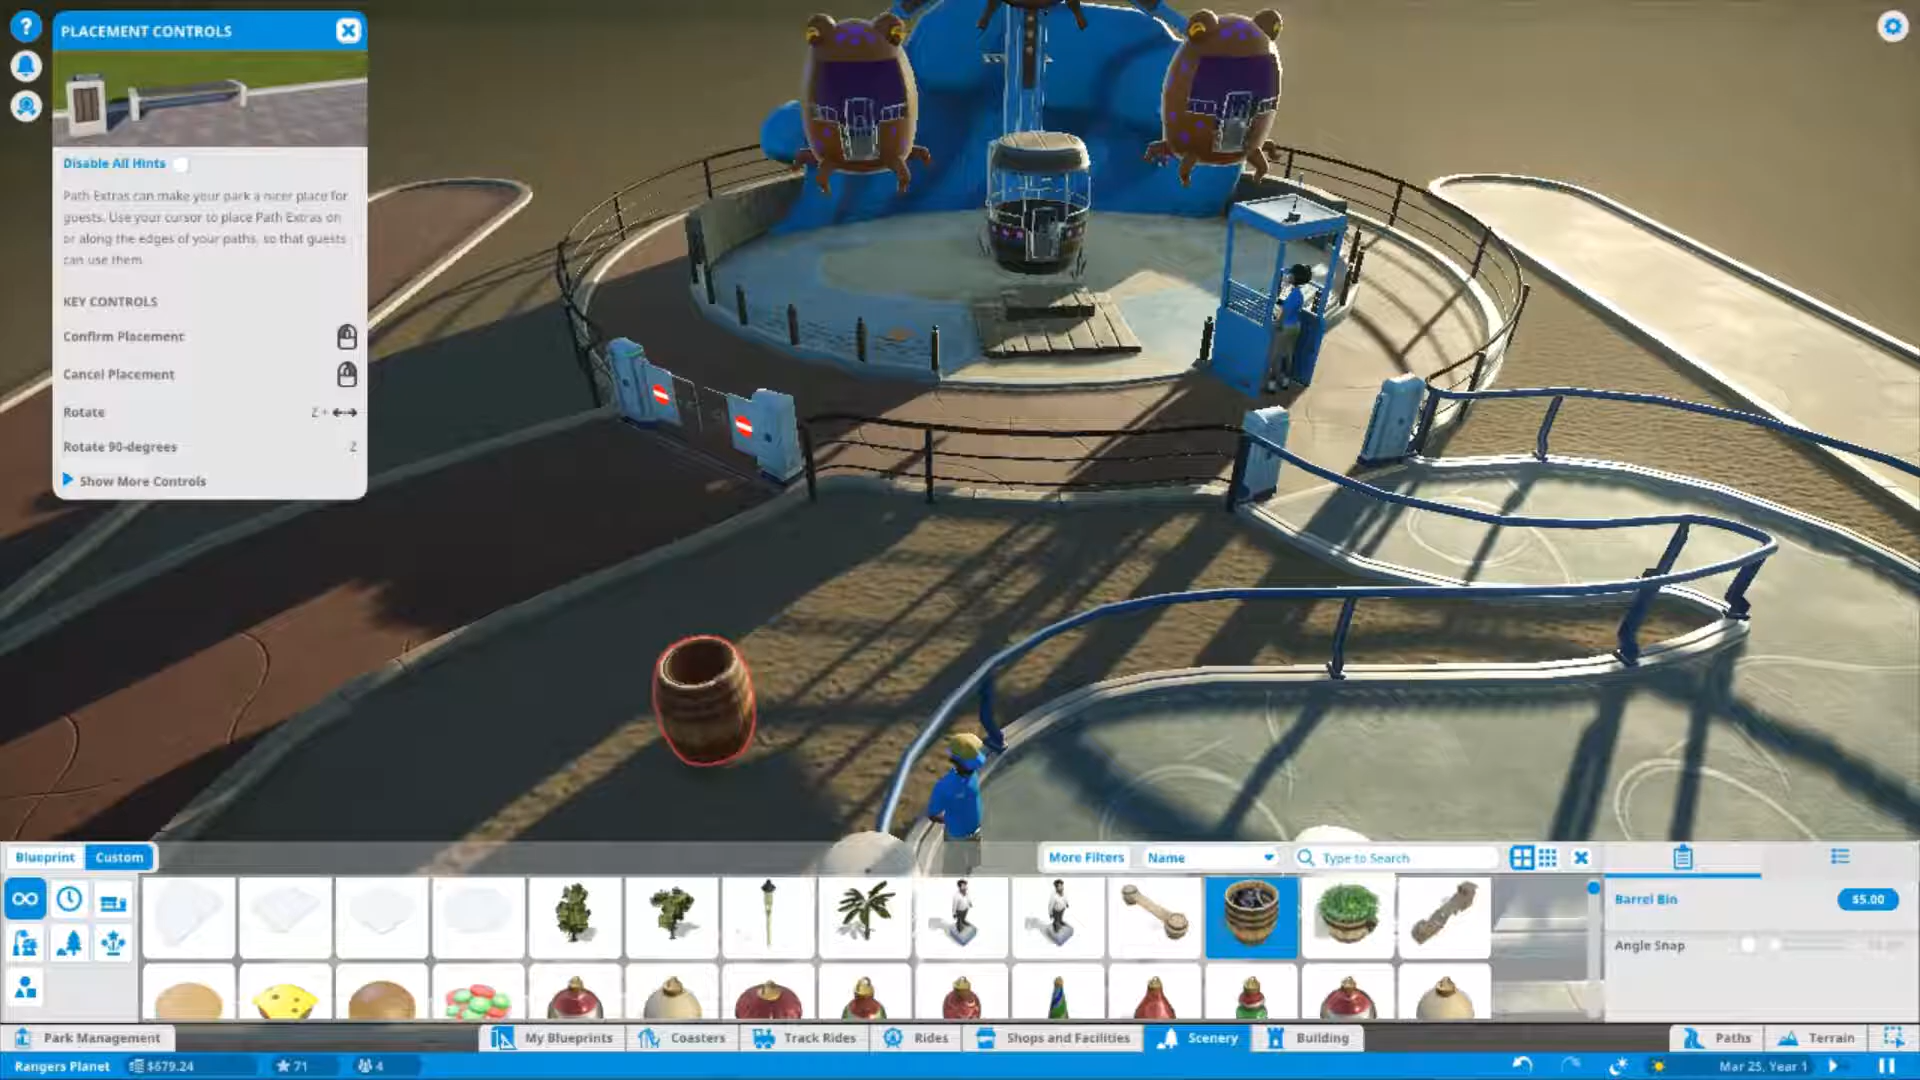 ?
PLACEMENT CONTROLS
Disable All Hints
Path Extras can make your park a nicer place for
guests. Use your cursor to place Path Extras on
or along the edges of your paths, so that guests
can use them.
KEY CONTROLS
Confirm Placement
Cancel Placement
Rotate Z +
Rotate 90-degrees Z
Show More Controls
Blueprint Custom
More Filters Name Type to Search
Barrel Bin $5.00
Angle Snap
Park Management My Blueprints Coasters Track Rides Rides Shops and Facilities Scenery Building Paths Terrain
Rangers Planet $679.24 71 4 Mar 25, Year 1